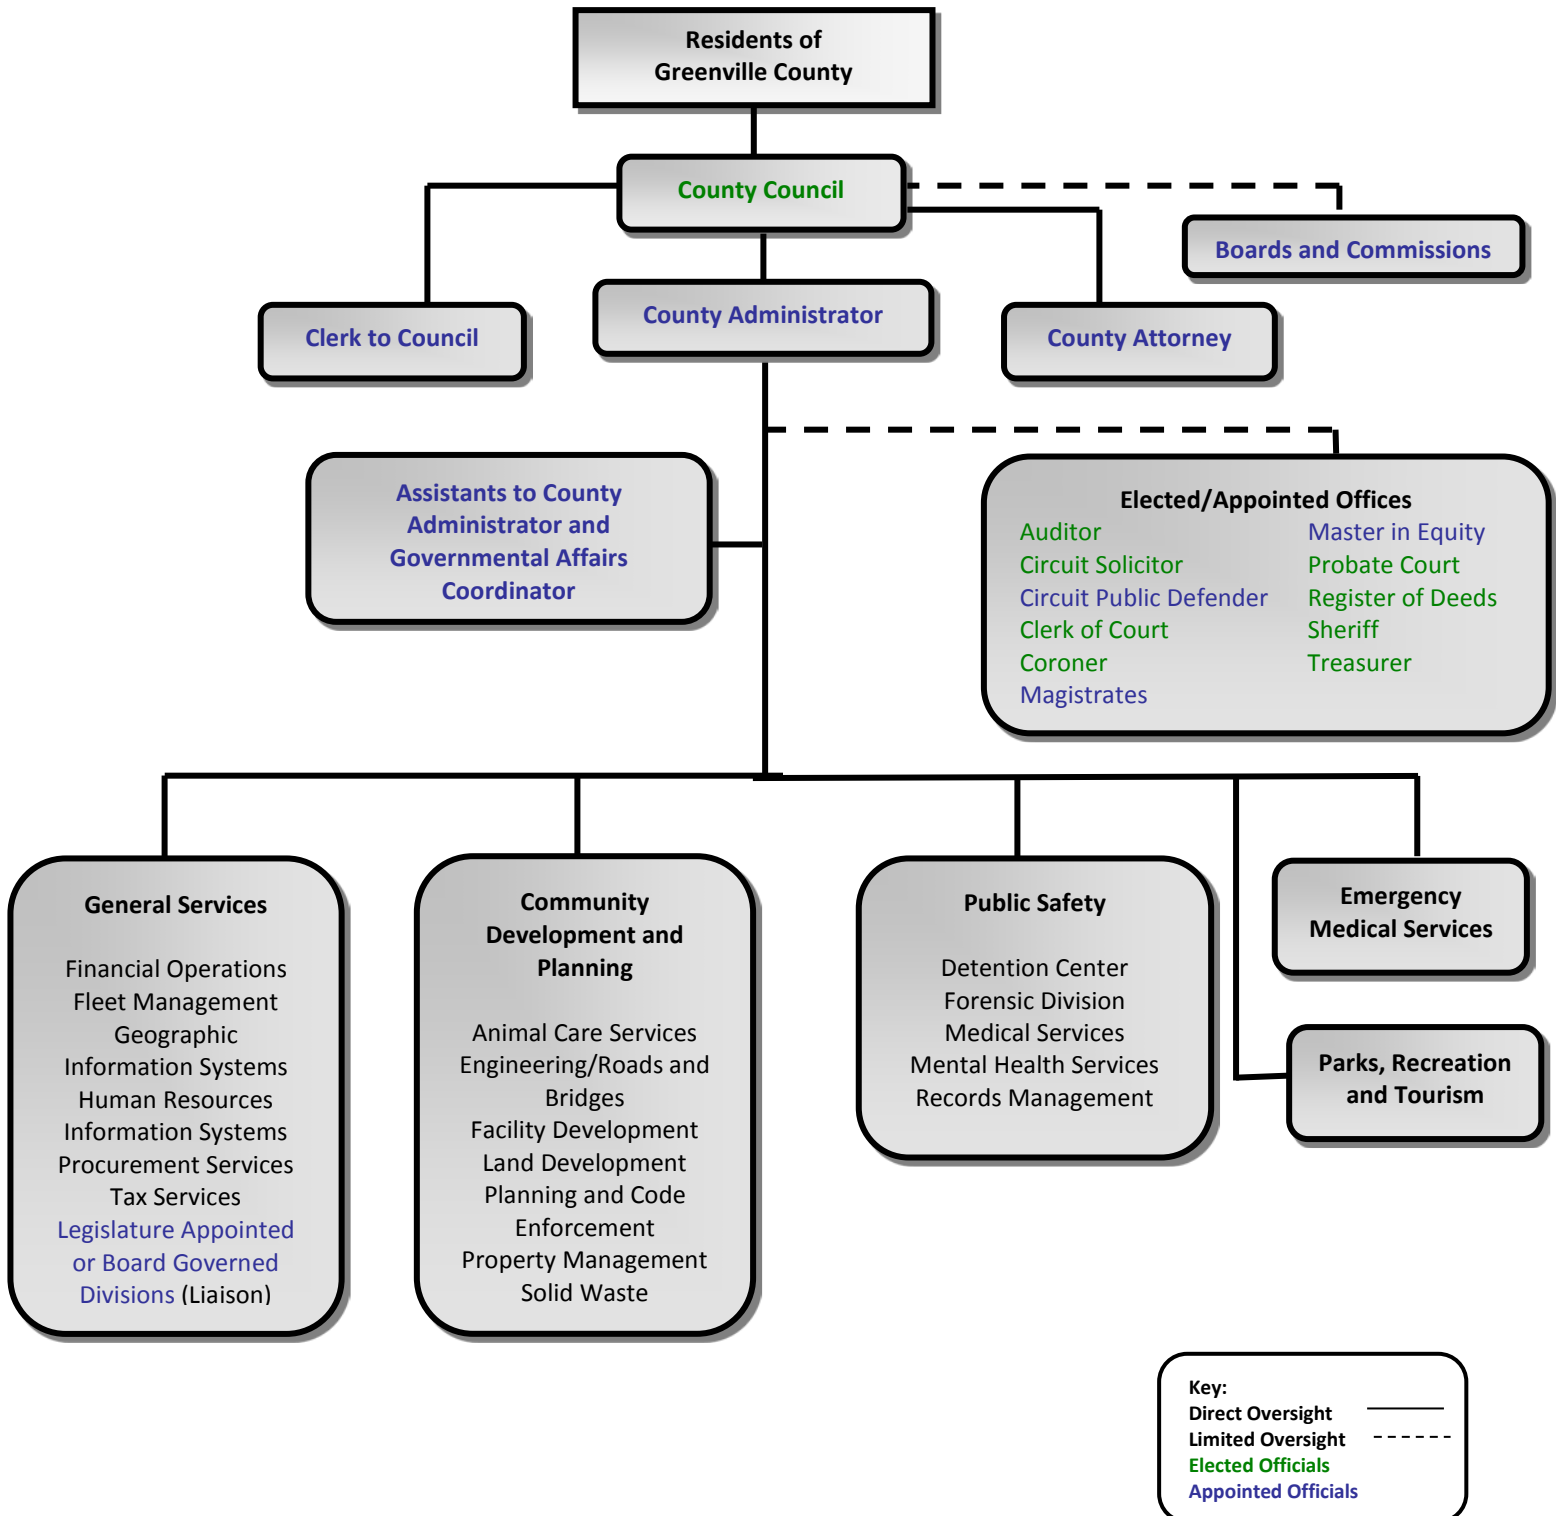 Residents of
Greenville County
County Council
Boards and Commissions
Clerk to Council
County Administrator
County Attorney
Assistants to County
Administrator and
Governmental Affairs
Coordinator
Elected/Appointed Offices
Auditor
Circuit Solicitor
Circuit Public Defender
Clerk of Court
Coroner
Magistrates
Master in Equity
Probate Court
Register of Deeds
Sheriff
Treasurer
General Services
Financial Operations
Fleet Management
Geographic
Information Systems
Human Resources
Information Systems
Procurement Services
Tax Services
Legislature Appointed
or Board Governed
Divisions (Liaison)
Community
Development and
Planning
Animal Care Services
Engineering/Roads and
Bridges
Facility Development
Land Development
Planning and Code
Enforcement
Property Management
Solid Waste
Public Safety
Detention Center
Forensic Division
Medical Services
Mental Health Services
Records Management
Emergency
Medical Services
Parks, Recreation
and Tourism
Key:
Direct Oversight
Limited Oversight
Elected Officials
Appointed Officials